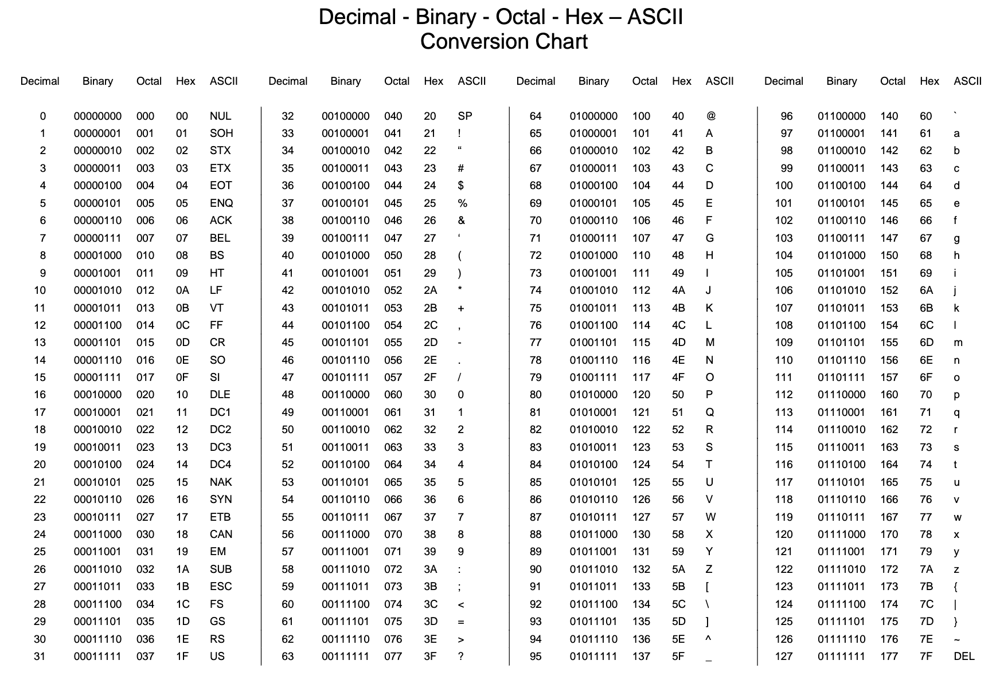 Decimal - Binary - Octal - Hex – ASCII
Conversion Chart
Decimal Binary Octal Hex ASCII Decimal Binary Octal Hex ASCII Decimal Binary Octal Hex ASCII Decimal Binary Octal Hex ASCII
0 00000000 000 00 NUL 32 00100000 040 20 SP 64 01000000 100 40 @ 96 01100000 140 60 `
1 00000001 001 01 SOH 33 00100001 041 21 ! 65 01000001 101 41 A 97 01100001 141 61 a
2 00000010 002 02 STX 34 00100010 042 22 “ 66 01000010 102 42 B 98 01100010 142 62 b
3 00000011 003 03 ETX 35 00100011 043 23 # 67 01000011 103 43 C 99 01100011 143 63 c
4 00000100 004 04 EOT 36 00100100 044 24 $ 68 01000100 104 44 D 100 01100100 144 64 d
5 00000101 005 05 ENQ 37 00100101 045 25 % 69 01000101 105 45 E 101 01100101 145 65 e
6 00000110 006 06 ACK 38 00100110 046 26 & 70 01000110 106 46 F 102 01100110 146 66 f
7 00000111 007 07 BEL 39 00100111 047 27 ‘ 71 01000111 107 47 G 103 01100111 147 67 g
8 00001000 010 08 BS 40 00101000 050 28 ( 72 01001000 110 48 H 104 01101000 150 68 h
9 00001001 011 09 HT 41 00101001 051 29 ) 73 01001001 111 49 I 105 01101001 151 69 i
10 00001010 012 0A LF 42 00101010 052 2A * 74 01001010 112 4A J 106 01101010 152 6A j
11 00001011 013 0B VT 43 00101011 053 2B + 75 01001011 113 4B K 107 01101011 153 6B k
12 00001100 014 0C FF 44 00101100 054 2C , 76 01001100 114 4C L 108 01101100 154 6C l
13 00001101 015 0D CR 45 00101101 055 2D - 77 01001101 115 4D M 109 01101101 155 6D m
14 00001110 016 0E SO 46 00101110 056 2E . 78 01001110 116 4E N 110 01101110 156 6E n
15 00001111 017 0F SI 47 00101111 057 2F / 79 01001111 117 4F O 111 01101111 157 6F o
16 00010000 020 10 DLE 48 00110000 060 30 0 80 01010000 120 50 P 112 01110000 160 70 p
17 00010001 021 11 DC1 49 00110001 061 31 1 81 01010001 121 51 Q 113 01110001 161 71 q
18 00010010 022 12 DC2 50 00110010 062 32 2 82 01010010 122 52 R 114 01110010 162 72 r
19 00010011 023 13 DC3 51 00110011 063 33 3 83 01010011 123 53 S 115 01110011 163 73 s
20 00010100 024 14 DC4 52 00110100 064 34 4 84 01010100 124 54 T 116 01110100 164 74 t
21 00010101 025 15 NAK 53 00110101 065 35 5 85 01010101 125 55 U 117 01110101 165 75 u
22 00010110 026 16 SYN 54 00110110 066 36 6 86 01010110 126 56 V 118 01110110 166 76 v
23 00010111 027 17 ETB 55 00110111 067 37 7 87 01010111 127 57 W 119 01110111 167 77 w
24 00011000 030 18 CAN 56 00111000 070 38 8 88 01011000 130 58 X 120 01111000 170 78 x
25 00011001 031 19 EM 57 00111001 071 39 9 89 01011001 131 59 Y 121 01111001 171 79 y
26 00011010 032 1A SUB 58 00111010 072 3A : 90 01011010 132 5A Z 122 01111010 172 7A z
27 00011011 033 1B ESC 59 00111011 073 3B ; 91 01011011 133 5B [ 123 01111011 173 7B {
28 00011100 034 1C FS 60 00111100 074 3C < 92 01011100 134 5C \ 124 01111100 174 7C |
29 00011101 035 1D GS 61 00111101 075 3D = 93 01011101 135 5D ] 125 01111101 175 7D }
30 00011110 036 1E RS 62 00111110 076 3E > 94 01011110 136 5E ^ 126 01111110 176 7E ~
31 00011111 037 1F US 63 00111111 077 3F ? 95 01011111 137 5F _ 127 01111111 177 7F DEL